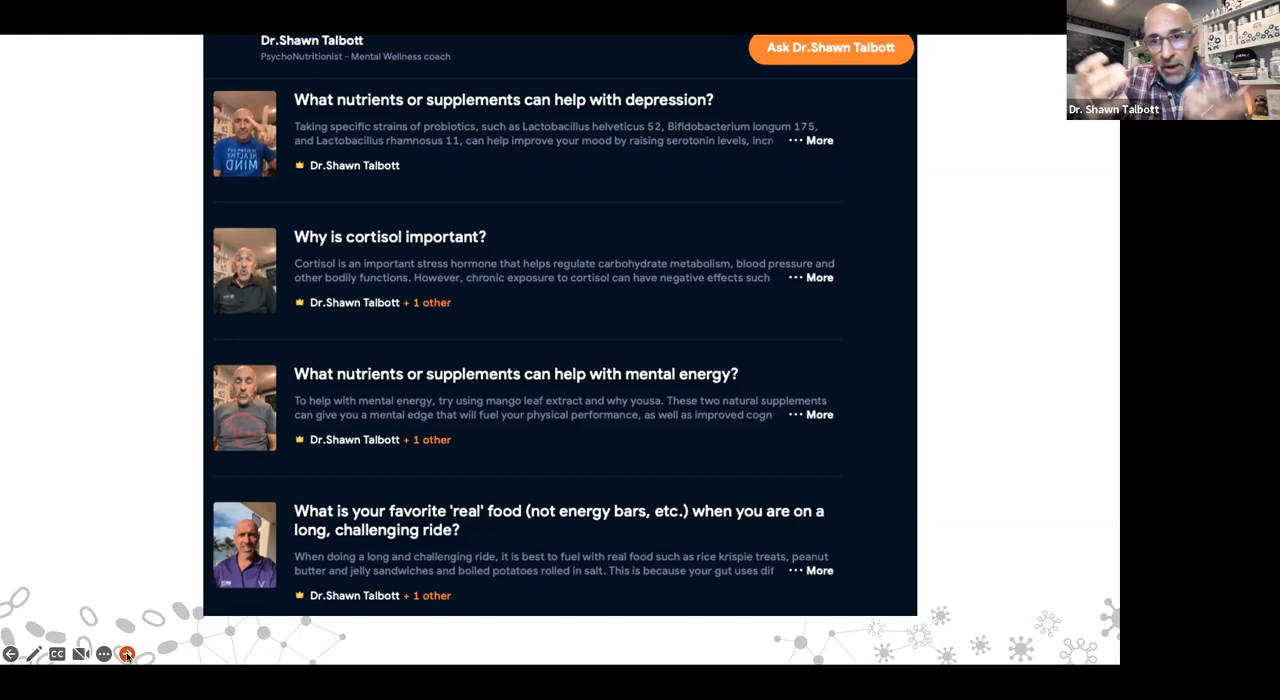 Dr.Shawn Talbott
PsychoNutritionist - Mental Wellness coach
Ask Dr.Shawn Talbott
Dr. Shawn Talbott
What nutrients or supplements can help with depression?
Taking specific strains of probiotics, such as Lactobacillus helveticus 52, Bifidobacterium longum 175,
and Lactobacillus rhamnosus 11, can help improve your mood by raising serotonin levels, incr
••• More
Dr.Shawn Talbott
HEALTHY
MIND
Why is cortisol important?
Cortisol is an important stress hormone that helps regulate carbohydrate metabolism, blood pressure and
other bodily functions. However, chronic exposure to cortisol can have negative effects such
••• More
Dr.Shawn Talbott + 1 other
What nutrients or supplements can help with mental energy?
To help with mental energy, try using mango leaf extract and why yousa. These two natural supplements
can give you a mental edge that will fuel your physical performance, as well as improved cogn
••• More
Dr.Shawn Talbott + 1 other
What is your favorite 'real' food (not energy bars, etc.) when you are on a
long, challenging ride?
When doing a long and challenging ride, it is best to fuel with real food such as rice krispie treats, peanut
butter and jelly sandwiches and boiled potatoes rolled in salt. This is because your gut uses dif
••• More
Dr.Shawn Talbott + 1 other
CC